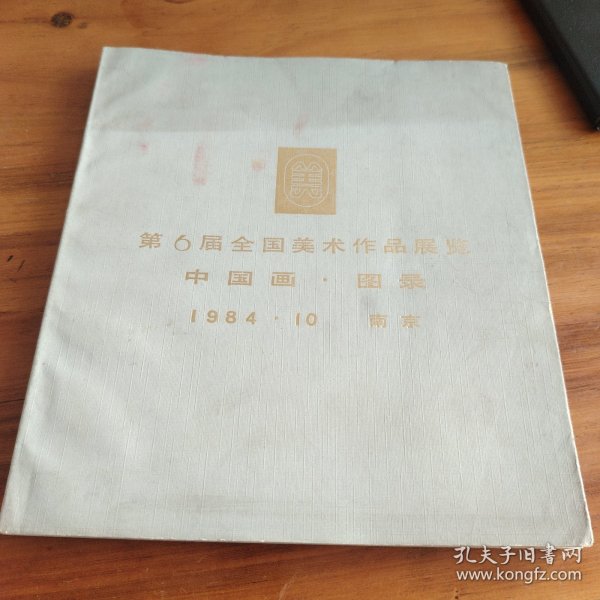 第6届全国美术作品展览
中国画·图录
1984·10 南京
孔夫子旧书网
www.kongfz.com